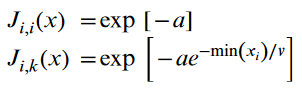 J_{i,i}(x) = exp [−a]
J_{i,k}(x) = exp [−ae^{−min(x_i)/ν}]